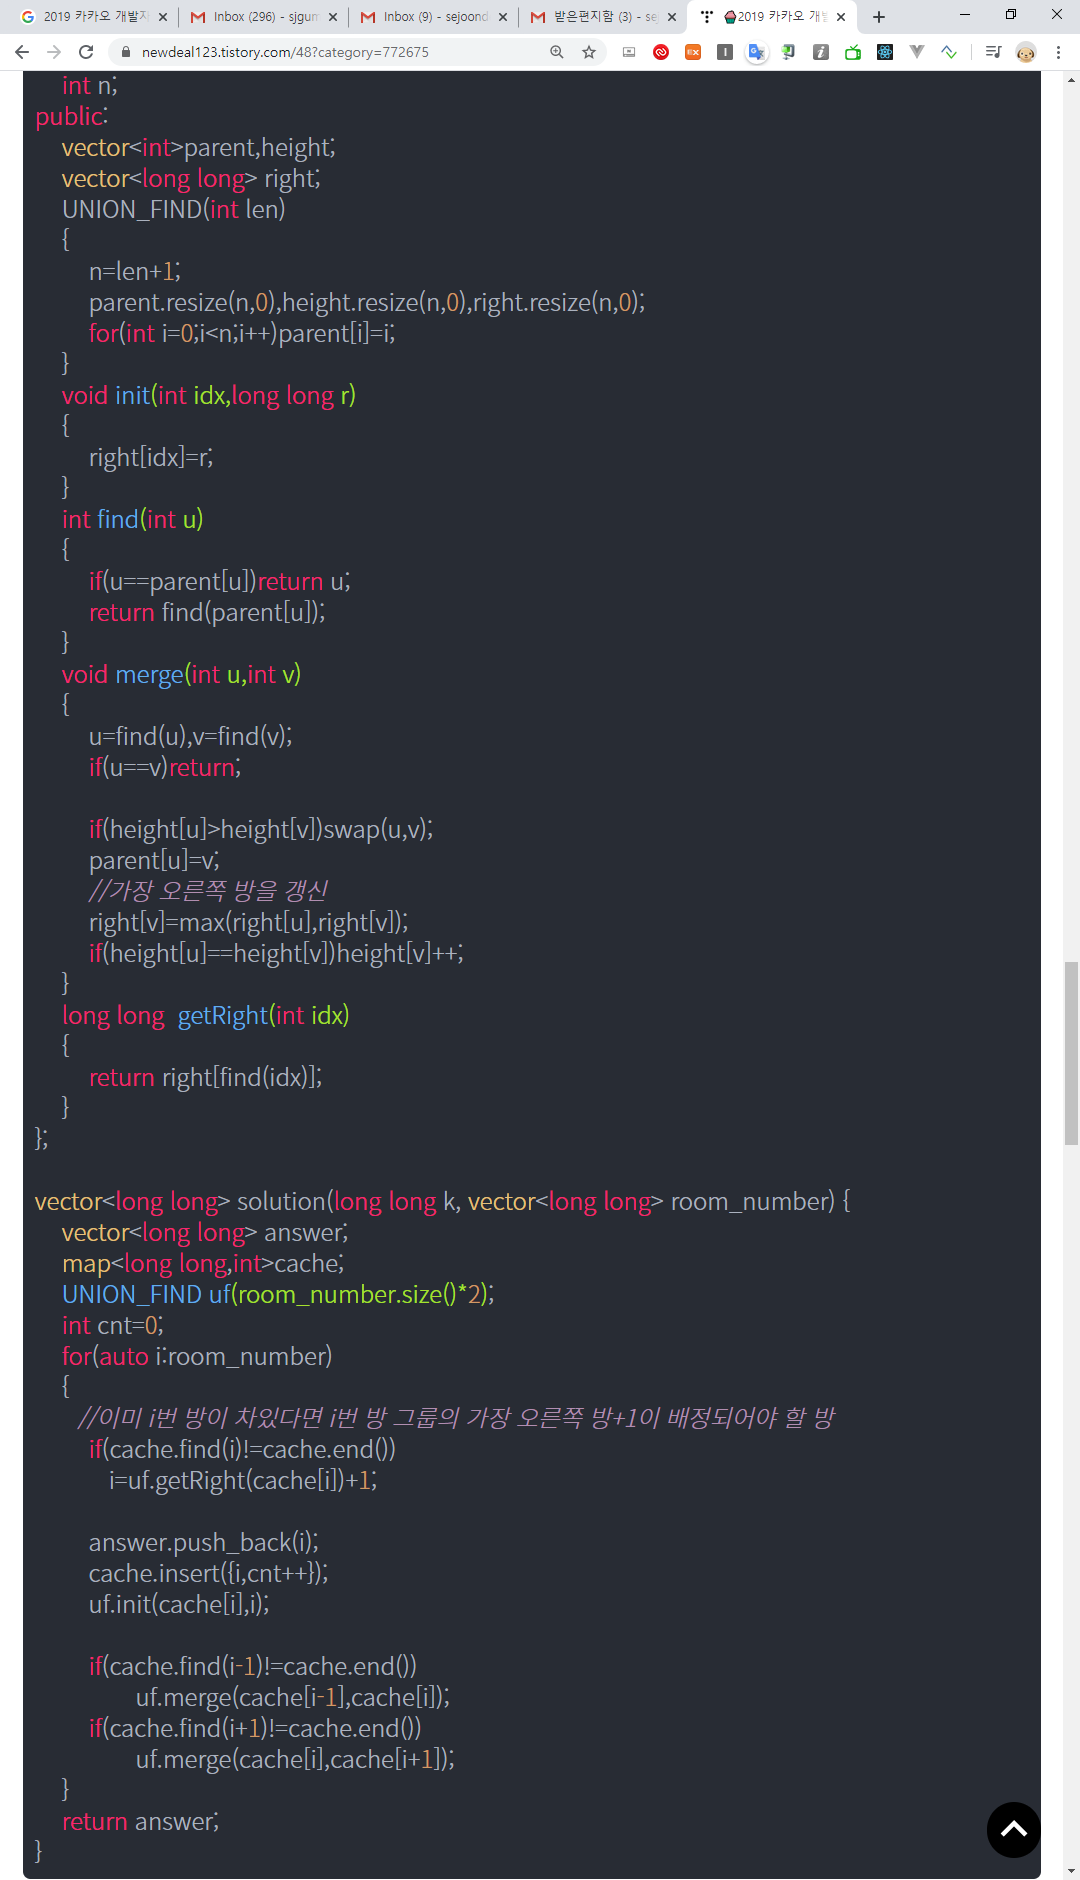 2019 카카오 개발자
Inbox (296) - sjgum
Inbox (9) - sejoond
받은편지함 (3) - se
2019 카카오 개발
newdeal123.tistory.com/48?category=772675
int n;
public:
vector<int>parent,height;
vector<long long> right;
UNION_FIND(int len)
{
n=len+1;
parent.resize(n,0),height.resize(n,0),right.resize(n,0);
for(int i=0;i<n;i++)parent[i]=i;
}
void init(int idx,long long r)
{
right[idx]=r;
}
int find(int u)
{
if(u==parent[u])return u;
return find(parent[u]);
}
void merge(int u,int v)
{
u=find(u),v=find(v);
if(u==v)return;
if(height[u]>height[v])swap(u,v);
parent[u]=v;
//가장 오른쪽 방을 갱신
right[v]=max(right[u],right[v]);
if(height[u]==height[v])height[v]++;
}
long long  getRight(int idx)
{
return right[find(idx)];
}
};
vector<long long> solution(long long k, vector<long long> room_number) {
vector<long long> answer;
map<long long,int>cache;
UNION_FIND uf(room_number.size()*2);
int cnt=0;
for(auto i:room_number)
{
//이미 i번 방이 차있다면 i번 방 그룹의 가장 오른쪽 방+1이 배정되어야 할 방
if(cache.find(i)!=cache.end())
i=uf.getRight(cache[i])+1;
answer.push_back(i);
cache.insert({i,cnt++});
uf.init(cache[i],i);
if(cache.find(i-1)!=cache.end())
uf.merge(cache[i-1],cache[i]);
if(cache.find(i+1)!=cache.end())
uf.merge(cache[i],cache[i+1]);
}
return answer;
}